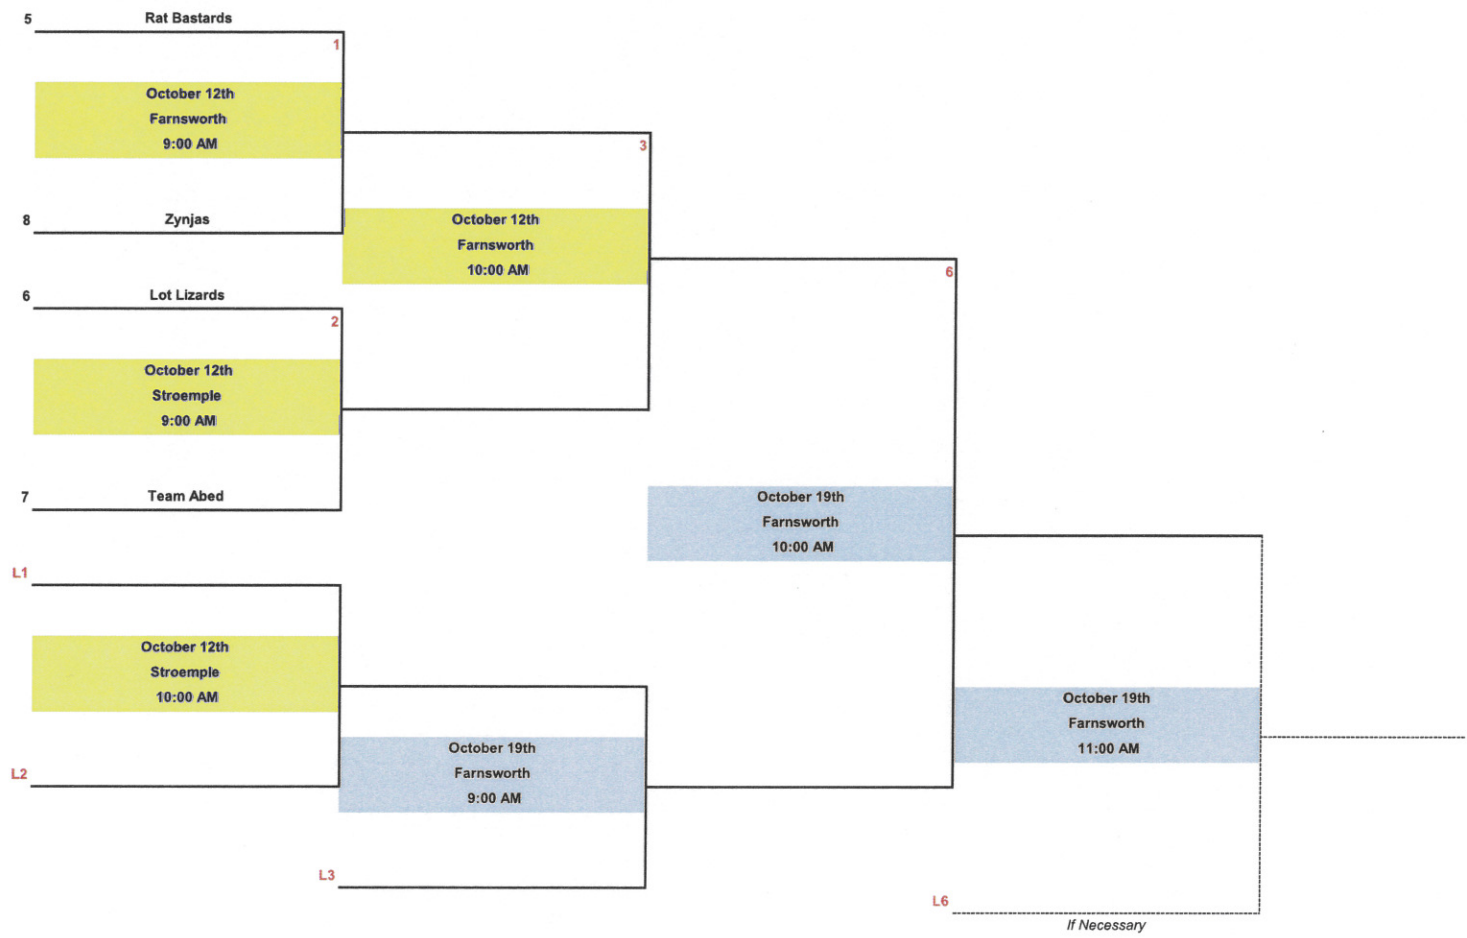 5 Rat Bastards
1
October 12th
Farnsworth
9:00 AM
3
8 Zynjas
October 12th
Farnsworth
10:00 AM
6
6 Lot Lizards
2
October 12th
Stroemple
9:00 AM
7 Team Abed
October 19th
Farnsworth
10:00 AM
L1
October 12th
Stroemple
10:00 AM
October 19th
Farnsworth
11:00 AM
L2
October 19th
Farnsworth
9:00 AM
L3
L6
If Necessary